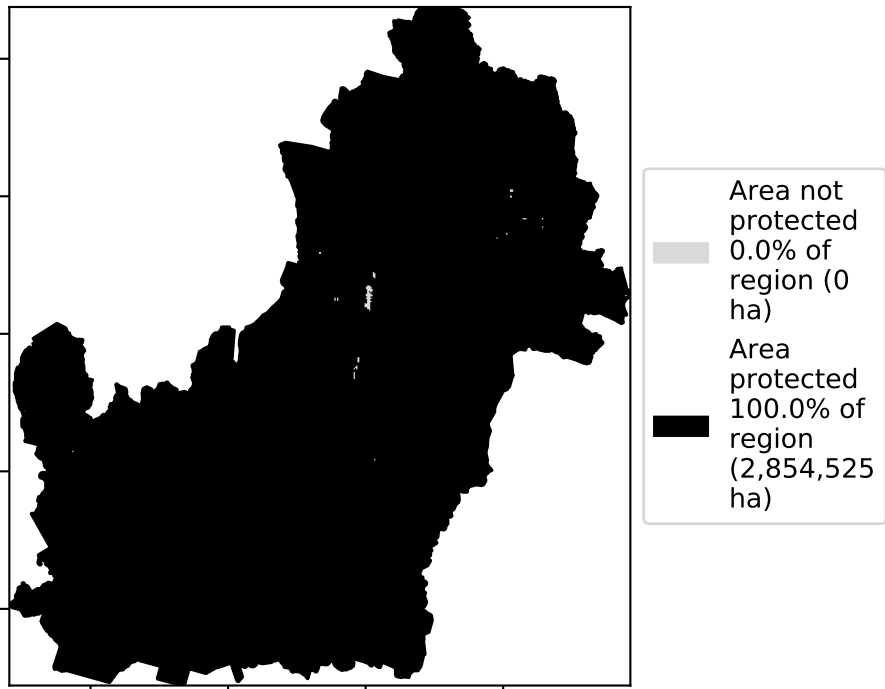 Area not
protected
0.0% of
region (0
ha)
Area
protected
100.0% of
region
(2,854,525
ha)